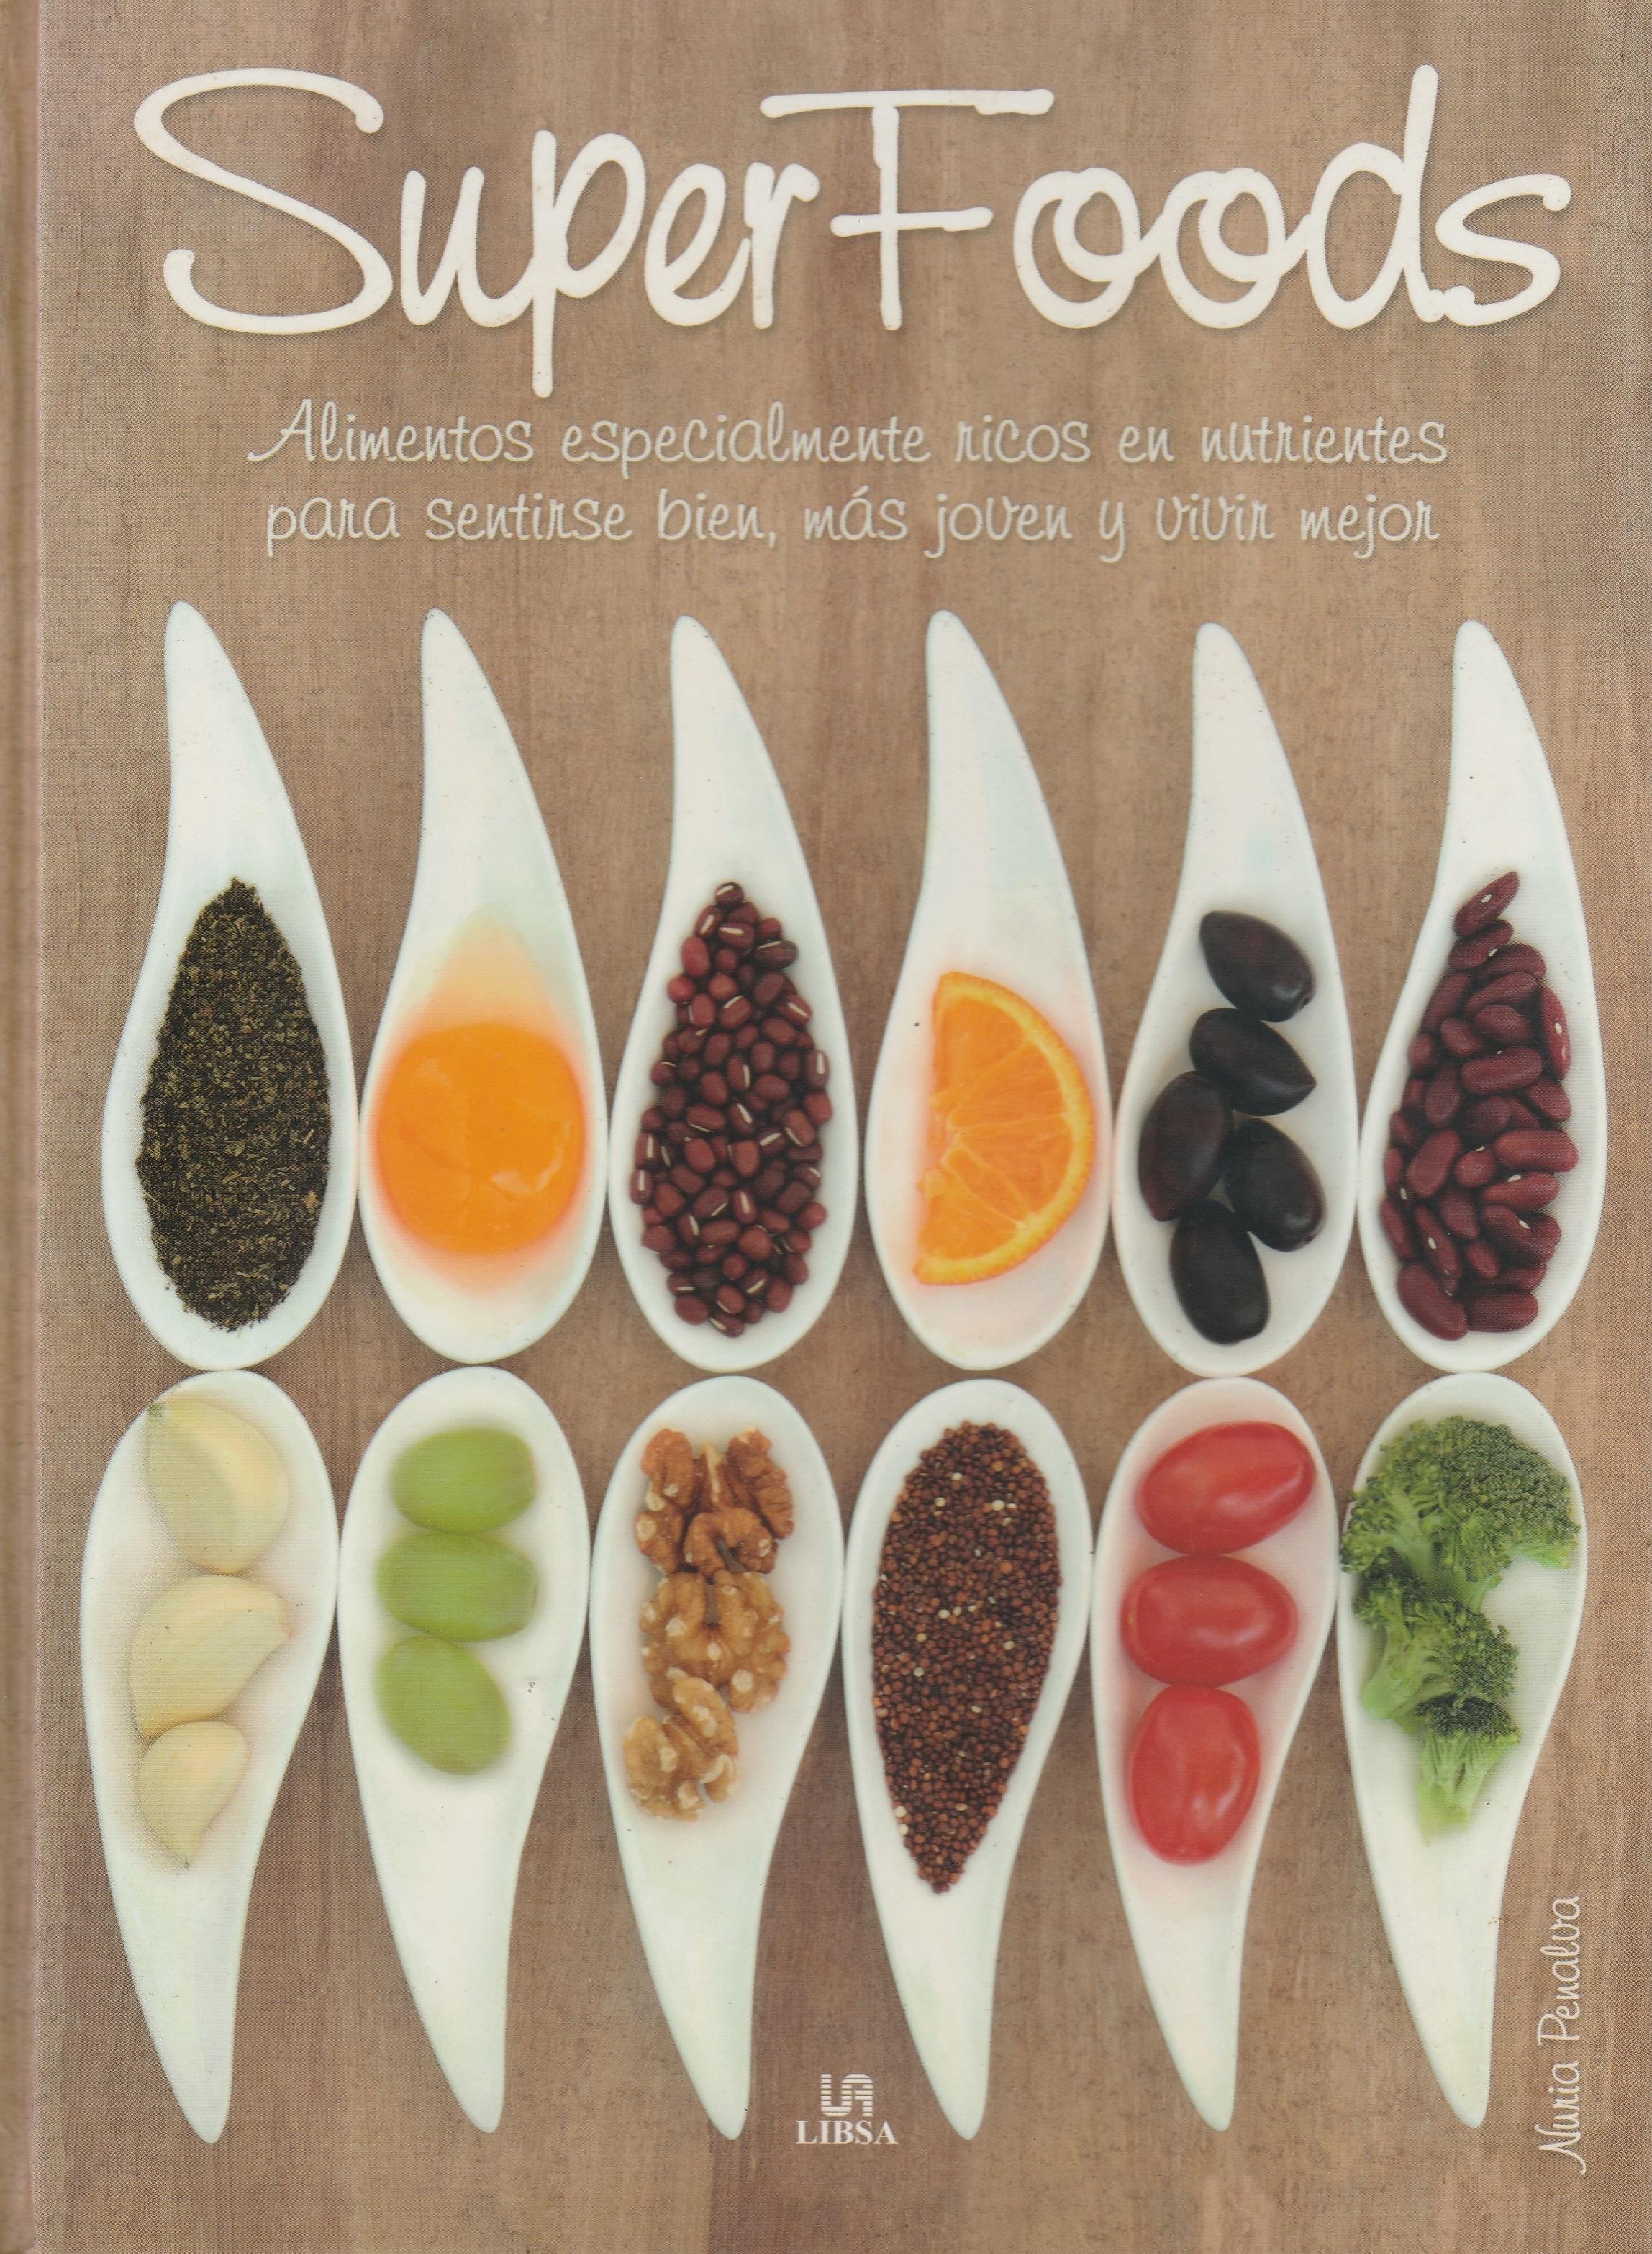 SuperFoods
Alimentos especialmente ricos en nutrientes
para sentirse bien, más joven y vivir mejor
Nuria Penalva
LIBSA